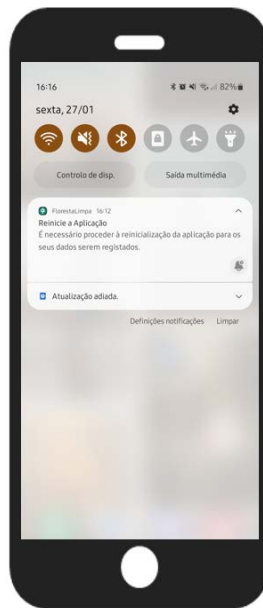 16:16 82%
sexta, 27/01
Controlo de disp. Saída multimédia
FlorestaLimpa 16:12
Reinicie a Aplicação
É necessário proceder à reinicialização da aplicação para os
seus dados serem registados.
Atualização adiada.
Definições notificações Limpar